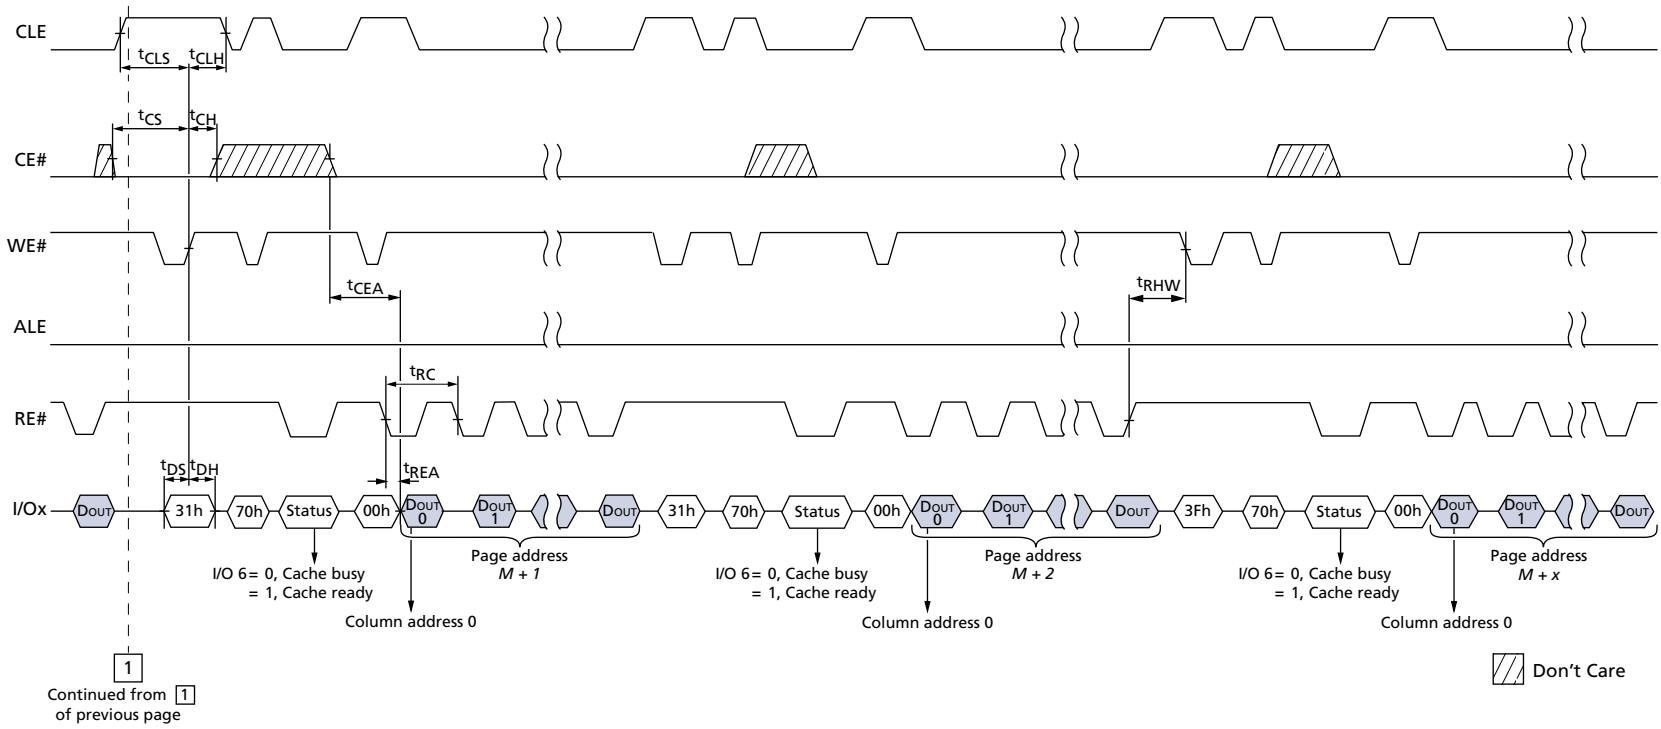 CLE
tCLS tCLH
tCS tCH
CE#
WE#
tCEA tRHW
ALE
tRC
RE#
tDS tDH tREA
I/Ox DOUT 31h 70h Status 00h DOUT 0 DOUT 1 DOUT 31h 70h Status 00h DOUT 0 DOUT 1 DOUT 3Fh 70h Status 00h DOUT 0 DOUT 1 DOUT
Page address Page address Page address
M + 1 M + 2 M + x
I/O 6= 0, Cache busy I/O 6= 0, Cache busy I/O 6= 0, Cache busy
= 1, Cache ready = 1, Cache ready = 1, Cache ready
Column address 0 Column address 0 Column address 0
1
Don't Care
Continued from 1
of previous page